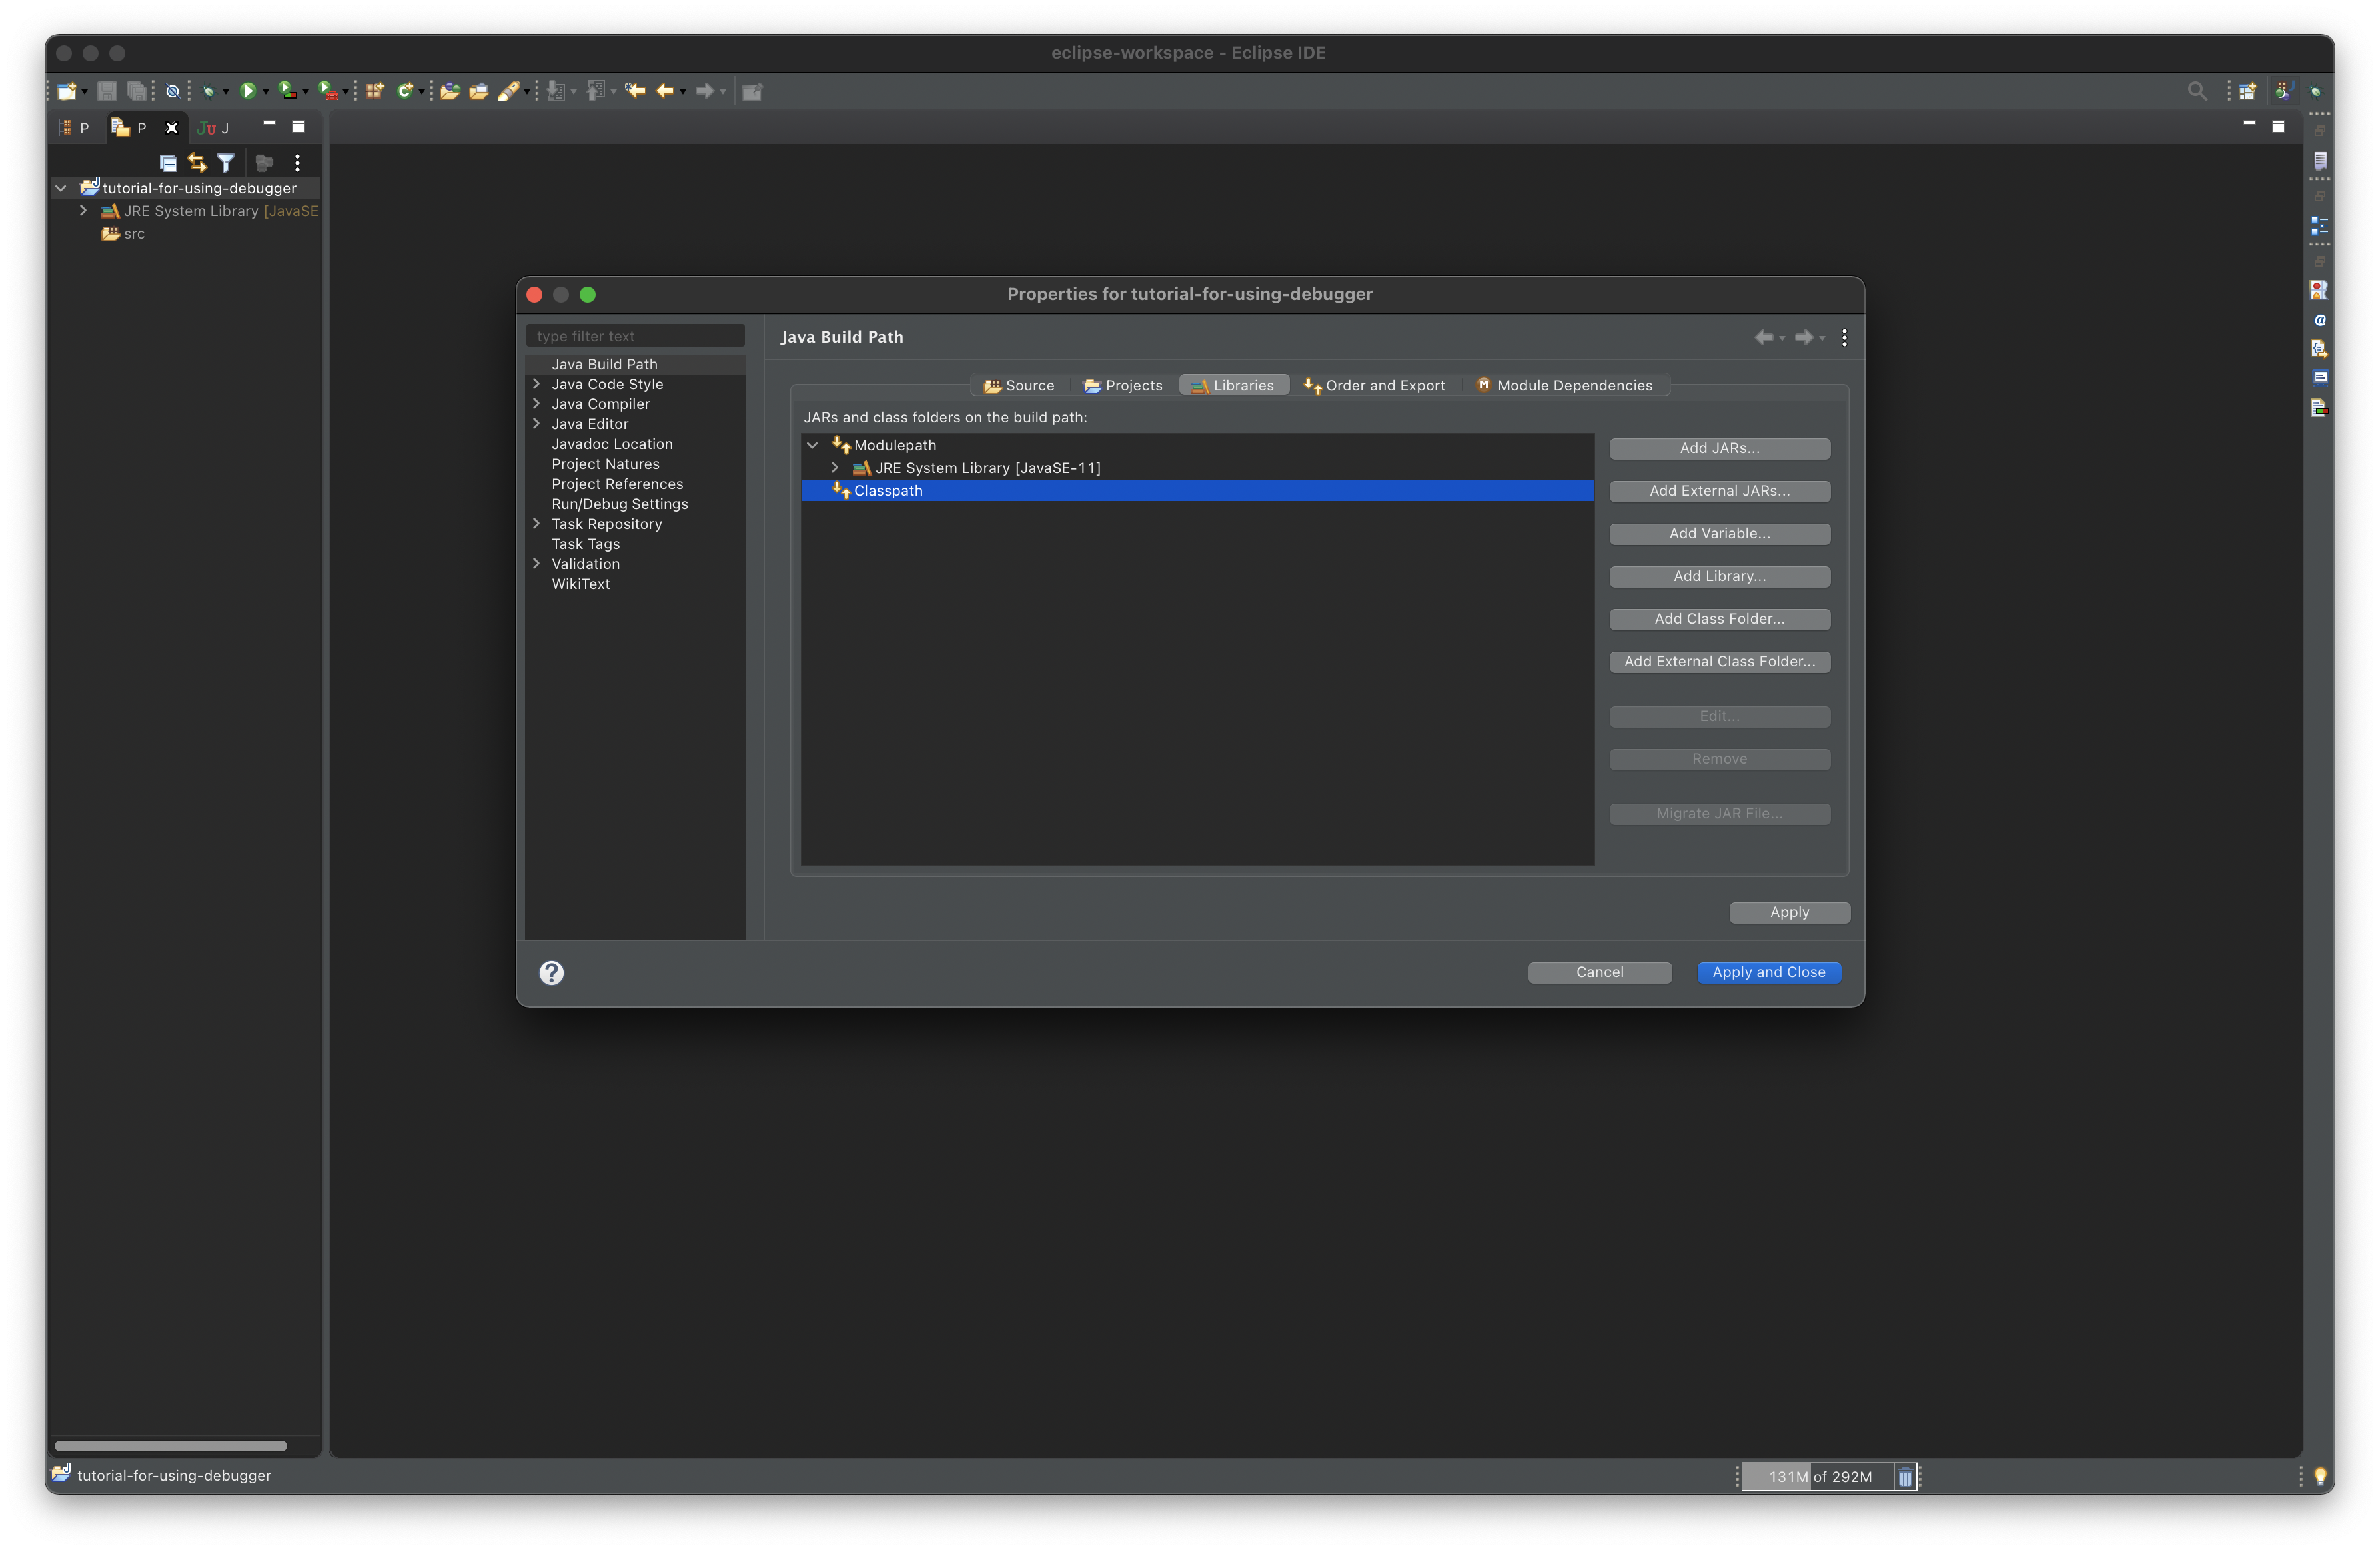 eclipse-workspace - Eclipse IDE
P
P
JU J
tutorial-for-using-debugger
JRE System Library [JavaSE
src
Properties for tutorial-for-using-debugger
type filter text
Java Build Path
Java Code Style
Java Compiler
Java Editor
Javadoc Location
Project Natures
Project References
Run/Debug Settings
Task Repository
Task Tags
Validation
WikiText
Java Build Path
Source
Projects
Libraries
Order and Export
M Module Dependencies
JARs and class folders on the build path:
Modulepath
JRE System Library [JavaSE-11]
Classpath
Add JARs...
Add External JARs...
Add Variable...
Add Library...
Add Class Folder...
Add External Class Folder...
Edit...
Remove
Migrate JAR File...
Apply
?
Cancel
Apply and Close
tutorial-for-using-debugger
131M of 292M